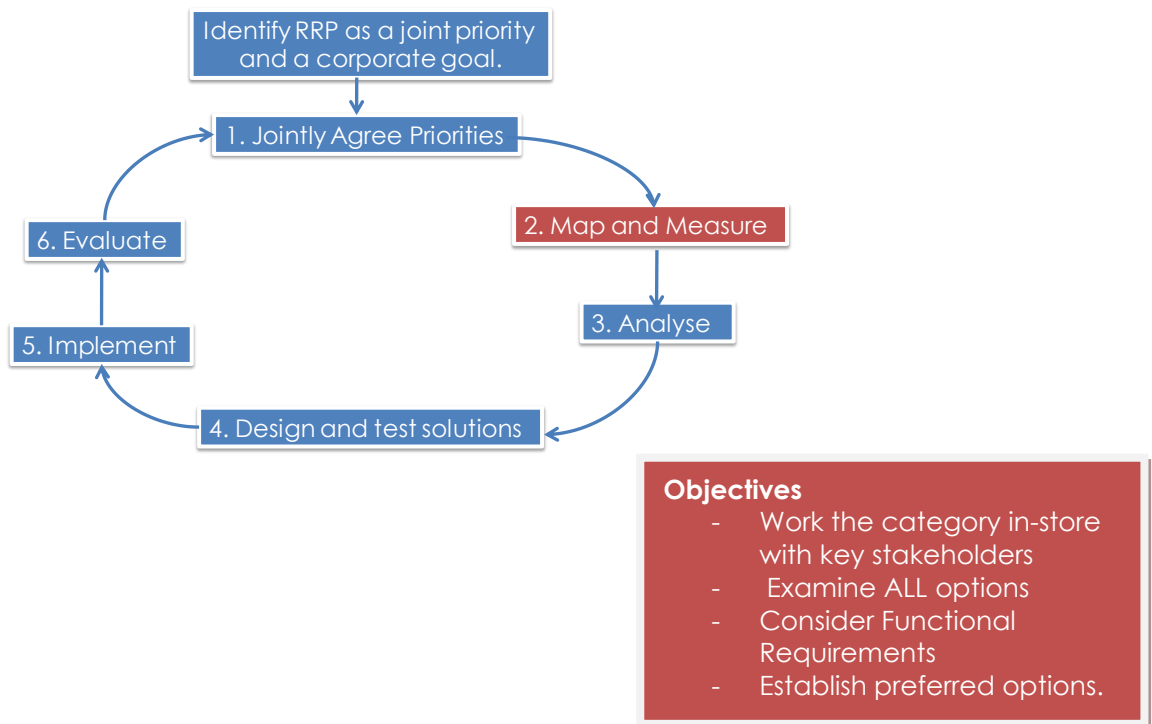 Identify RRP as a joint priority
and a corporate goal.
1. Jointly Agree Priorities
2. Map and Measure
3. Analyse
4. Design and test solutions
5. Implement
6. Evaluate
Objectives
- Work the category in-store
with key stakeholders
- Examine ALL options
- Consider Functional
Requirements
- Establish preferred options.